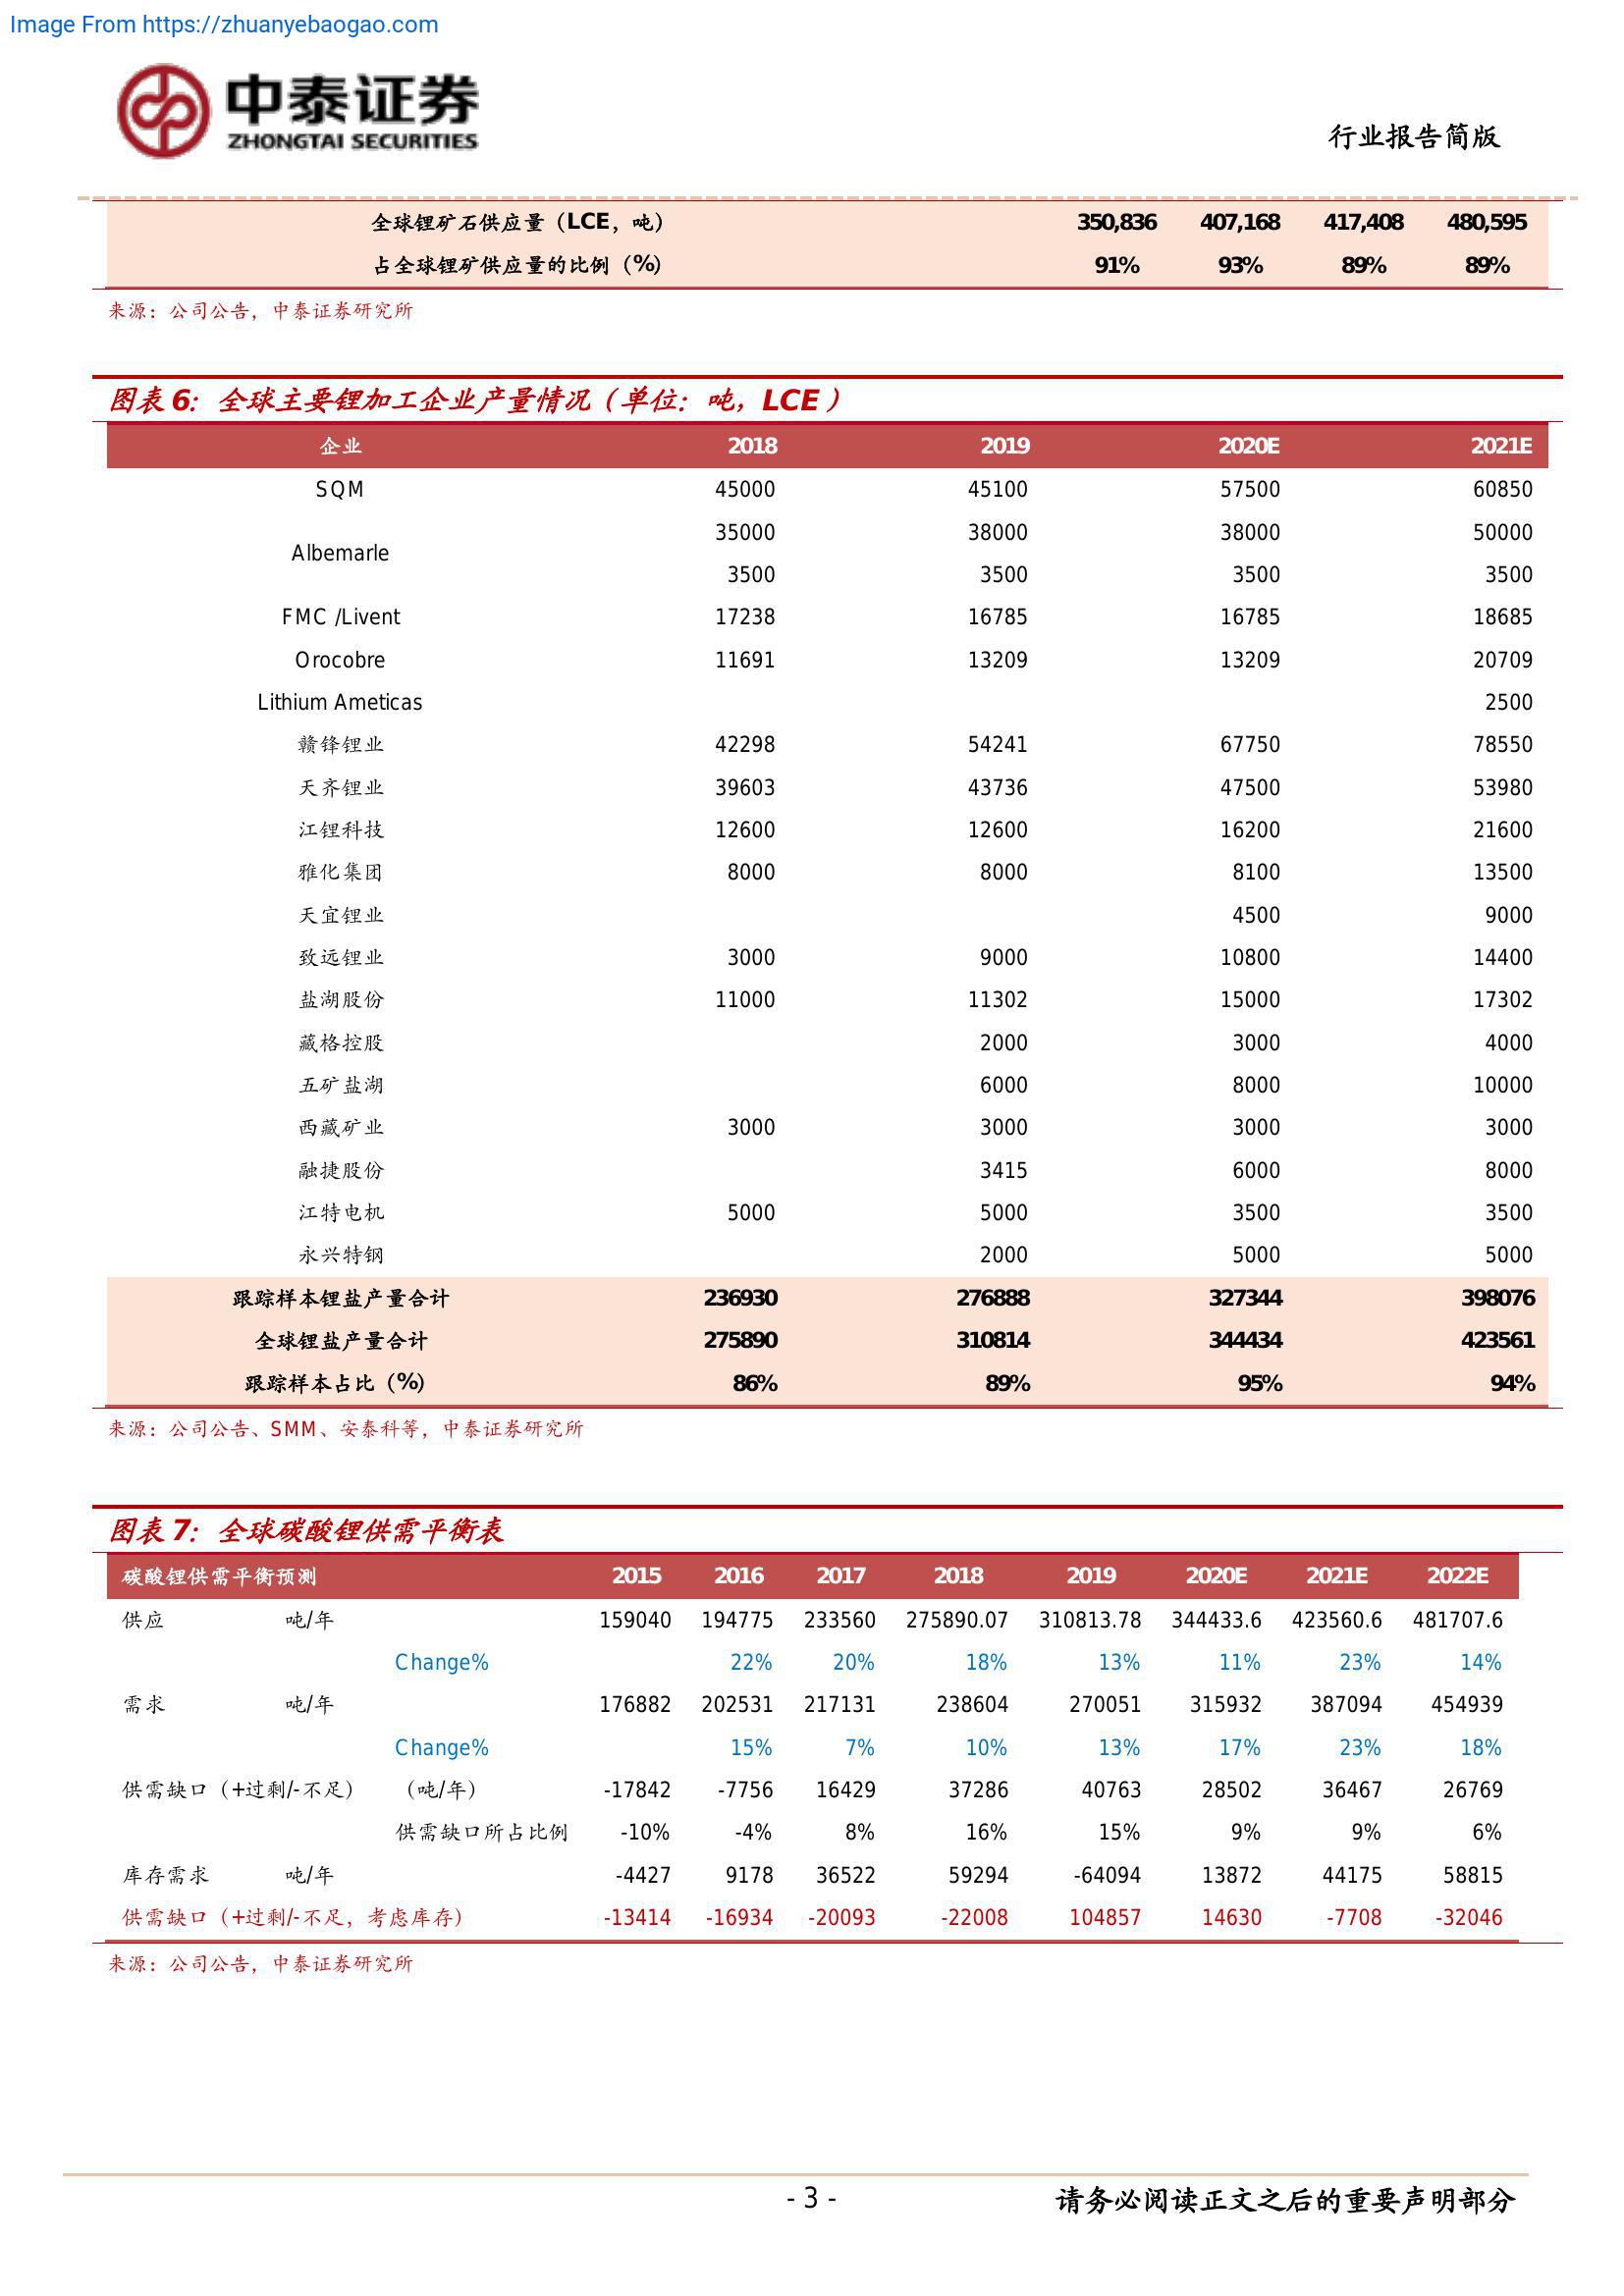 Image From https://zhuanyebaogao.com
中泰证券
ZHONGTAI SECURITIES
行业报告简版
全球锂矿石供应量（LCE，吨） 350,836 407,168 417,408 480,595
占全球锂矿供应量的比例（%） 91% 93% 89% 89%
来源：公司公告，中泰证券研究所
图表 6：全球主要锂加工企业产量情况（单位：吨，LCE）
企业 2018 2019 2020E 2021E
SQM 45000 45100 57500 60850
35000 38000 38000 50000
Albemarle
3500 3500 3500 3500
FMC /Livent 17238 16785 16785 18685
Orocobre 11691 13209 13209 20709
Lithium Ameticas 2500
赣锋锂业 42298 54241 67750 78550
天齐锂业 39603 43736 47500 53980
江锂科技 12600 12600 16200 21600
雅化集团 8000 8000 8100 13500
天宜锂业 4500 9000
致远锂业 3000 9000 10800 14400
盐湖股份 11000 11302 15000 17302
藏格控股 2000 3000 4000
五矿盐湖 6000 8000 10000
西藏矿业 3000 3000 3000 3000
融捷股份 3415 6000 8000
江特电机 5000 5000 3500 3500
永兴特钢 2000 5000 5000
跟踪样本锂盐产量合计 236930 276888 327344 398076
全球锂盐产量合计 275890 310814 344434 423561
跟踪样本占比（%） 86% 89% 95% 94%
来源：公司公告、SMM、安泰科等，中泰证券研究所
图表 7：全球碳酸锂供需平衡表
碳酸锂供需平衡预测 2015 2016 2017 2018 2019 2020E 2021E 2022E
供应 吨/年 159040 194775 233560 275890.07 310813.78 344433.6 423560.6 481707.6
Change% 22% 20% 18% 13% 11% 23% 14%
需求 吨/年 176882 202531 217131 238604 270051 315932 387094 454939
Change% 15% 7% 10% 13% 17% 23% 18%
供需缺口（+过剩/-不足） （吨/年） -17842 -7756 16429 37286 40763 28502 36467 26769
供需缺口所占比例 -10% -4% 8% 16% 15% 9% 9% 6%
库存需求 吨/年 -4427 9178 36522 59294 -64094 13872 44175 58815
供需缺口（+过剩/-不足，考虑库存） -13414 -16934 -20093 -22008 104857 14630 -7708 -32046
来源：公司公告，中泰证券研究所
- 3 -
请务必阅读正文之后的重要声明部分